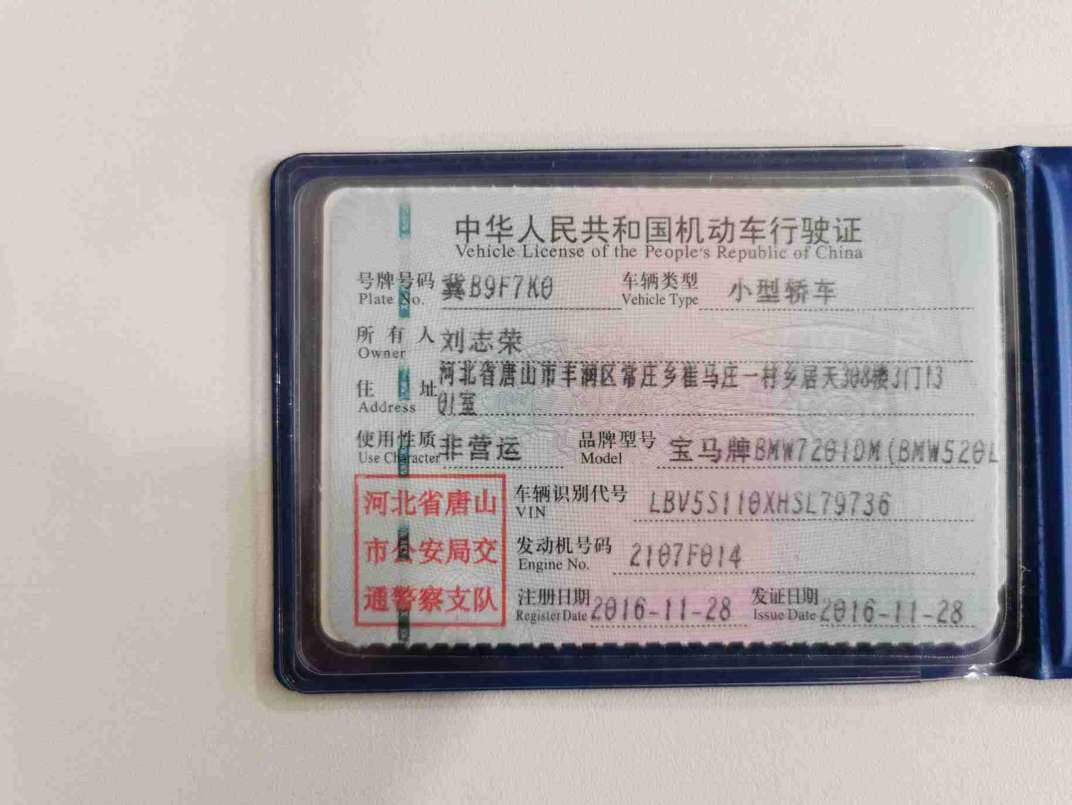 中华人民共和国机动车行驶证
Vehicle License of the People's Republic of China
号牌号码 冀B9F7K0 车辆类型 小型轿车
Plate No. Vehicle Type
所有人 刘志荣
Owner
住址 河北省唐山市丰润区常庄乡崔马庄一村乡居天308楼3门13
Address 01室
使用性质 非营运 品牌型号 宝马牌BMW7201DM(BMW520L
Use Character Model
河北省唐山
市公安局交
通警察支队
车辆识别代号 LBV5S110XHSL79736
VIN
发动机号码 2107F014
Engine No.
注册日期 2016-11-28 发证日期 2016-11-28
Register Date Issue Date